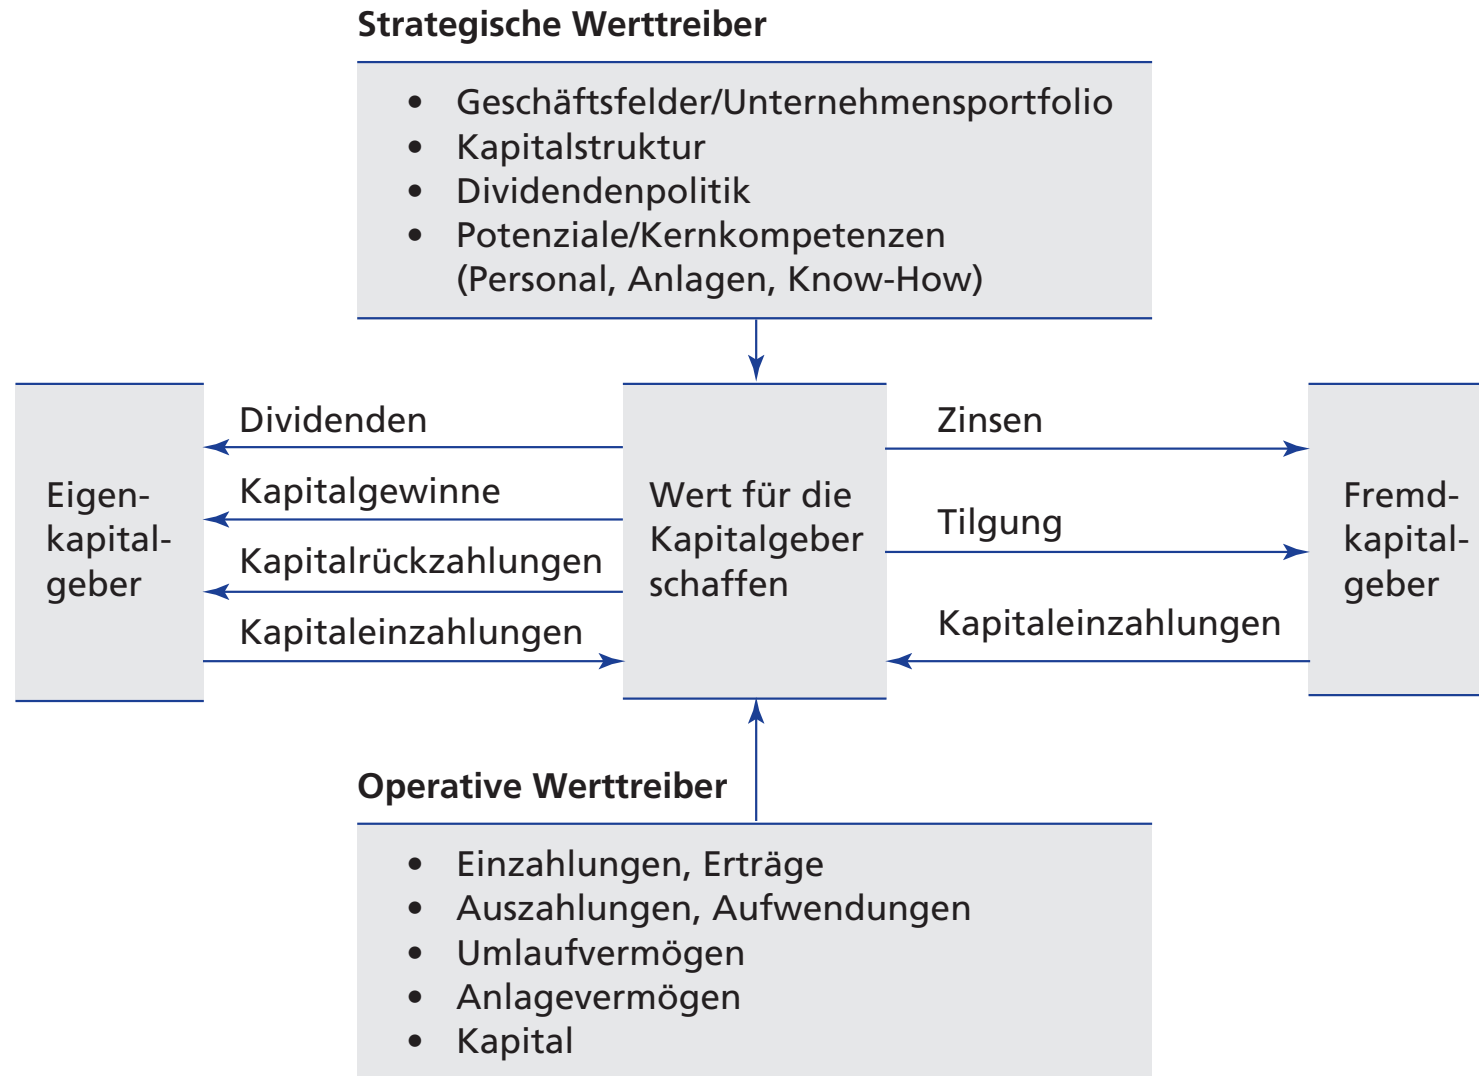 Strategische Werttreiber
• Geschäftsfelder/Unternehmensportfolio
• Kapitalstruktur
• Dividendenpolitik
• Potenziale/Kernkompetenzen
(Personal, Anlagen, Know-How)
Eigen-
kapital-
geber
Dividenden
Kapitalgewinne
Kapitalrückzahlungen
Kapitaleinzahlungen
Wert für die
Kapitalgeber
schaffen
Zinsen
Tilgung
Kapitaleinzahlungen
Fremd-
kapital-
geber
Operative Werttreiber
• Einzahlungen, Erträge
• Auszahlungen, Aufwendungen
• Umlaufvermögen
• Anlagevermögen
• Kapital